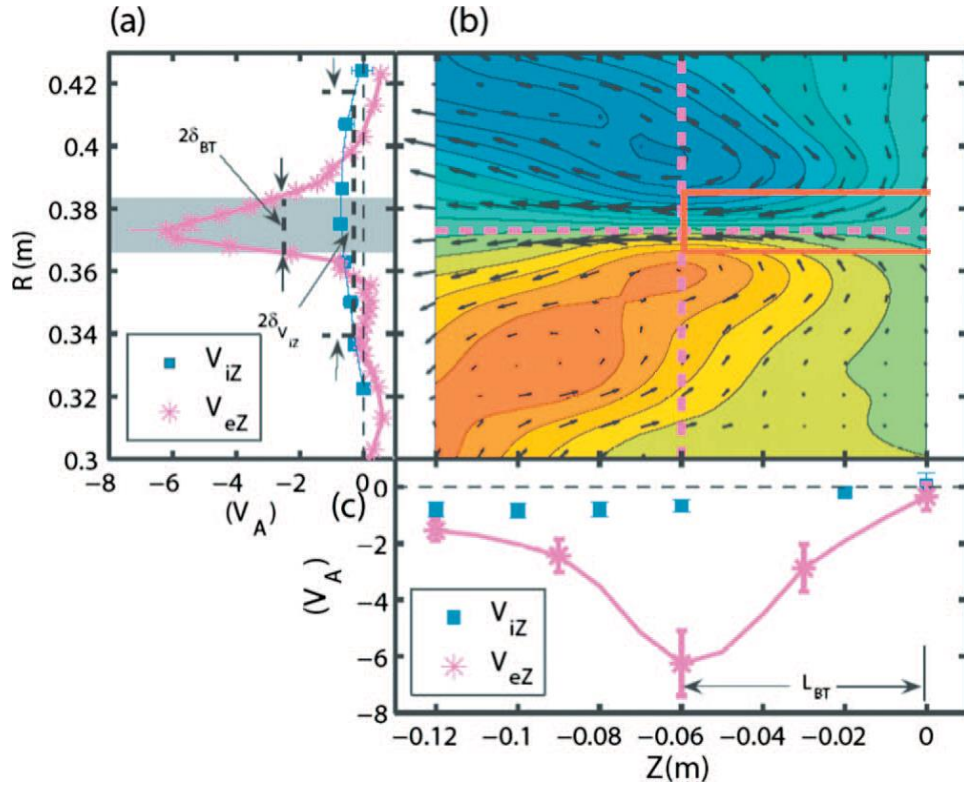 (a)
(b)
0.42
0.4
0.38
0.36
0.34
0.32
0.3
R (m)
2δBT
2δViZ
ViZ
VeZ
−8 −6 −4 −2 0
(VA)
(c)
0
−2
−4
−6
−8
(VA)
ViZ
VeZ
LBT
−0.12 −0.1 −0.08 −0.06 −0.04 −0.02 0
Z(m)